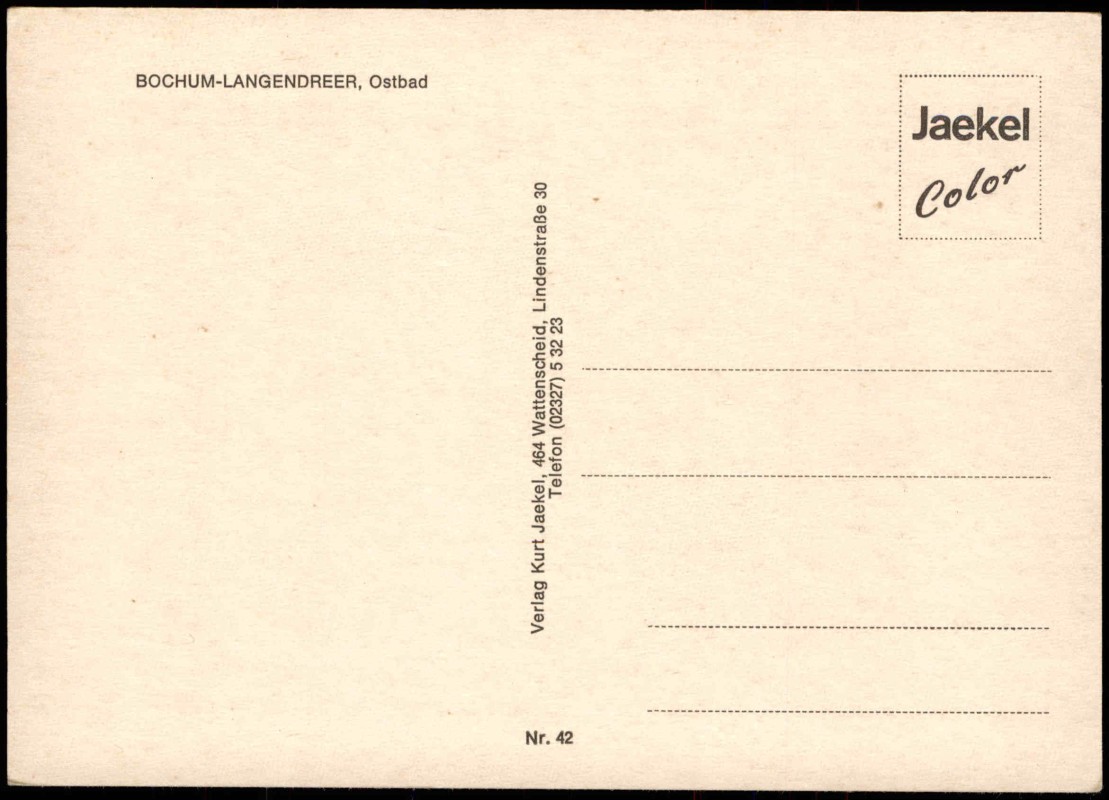 BOCHUM-LANGENDREER, Ostbad
Jaekel
Color
Verlag Kurt Jaekel, 464 Wattenscheid, Lindenstraße 30
Telefon (02327) 5 32 23
Nr. 42